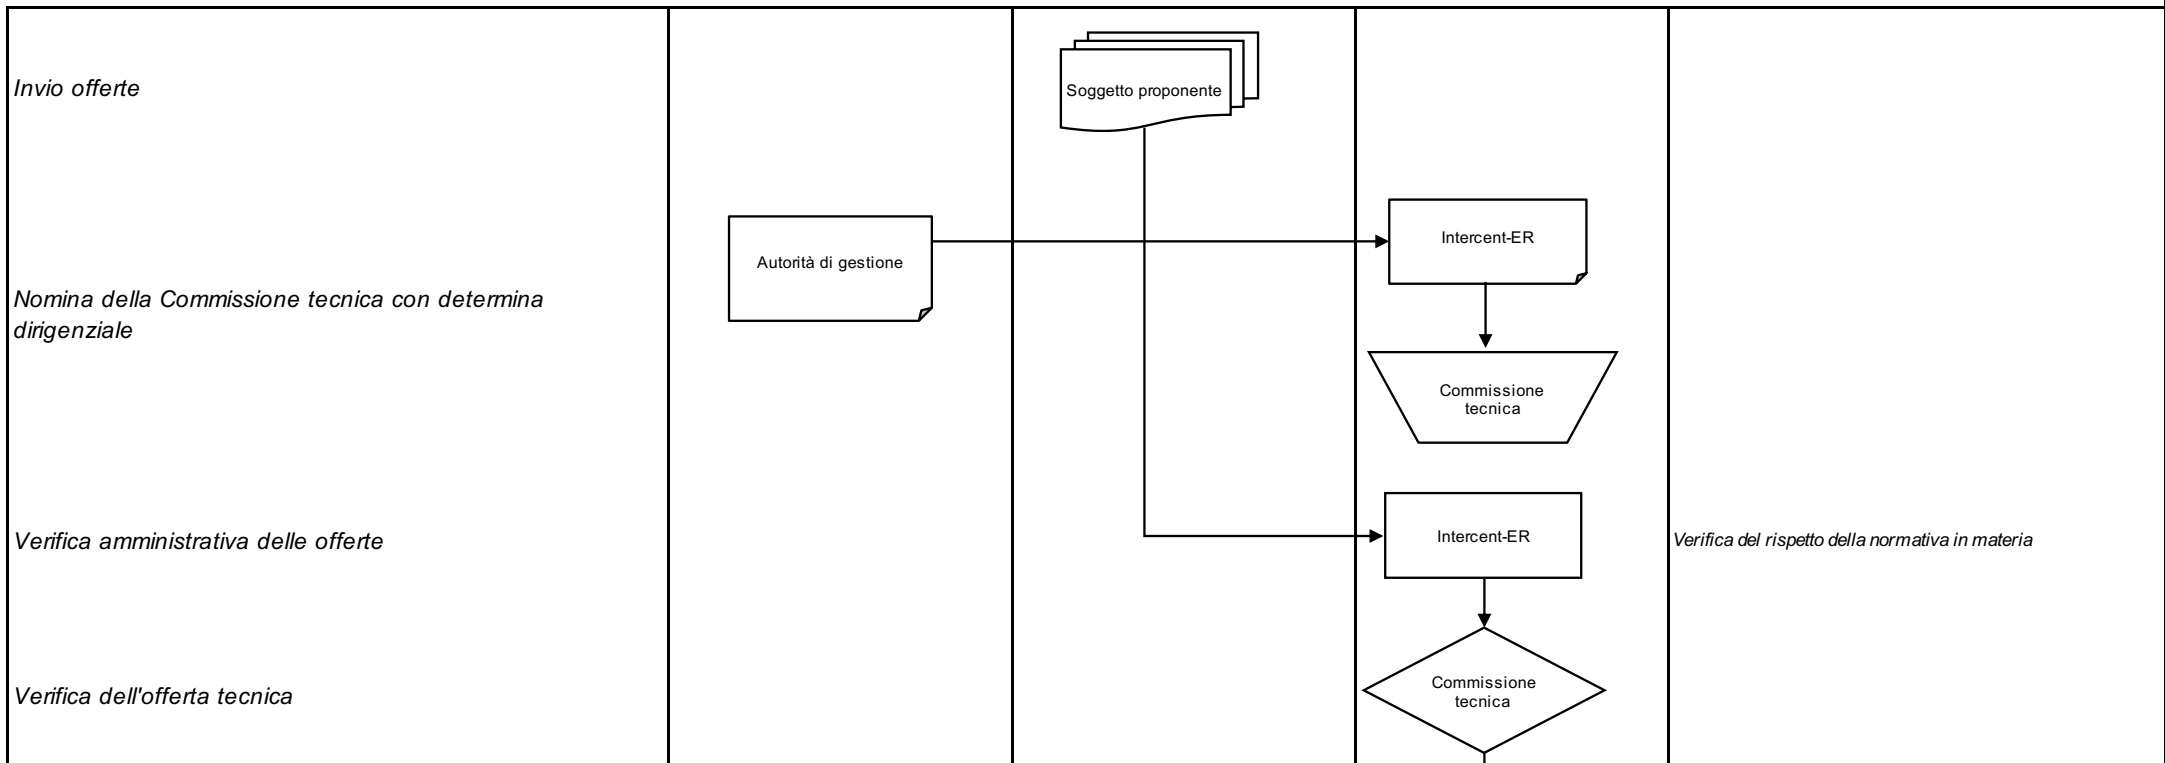 Invio offerte
Soggetto proponente
Intercent-ER
Autorità di gestione
Nomina della Commissione tecnica con determina
dirigenziale
Commissione
tecnica
Verifica amministrativa delle offerte
Intercent-ER
Verifica del rispetto della normativa in materia
Verifica dell'offerta tecnica
Commissione
tecnica